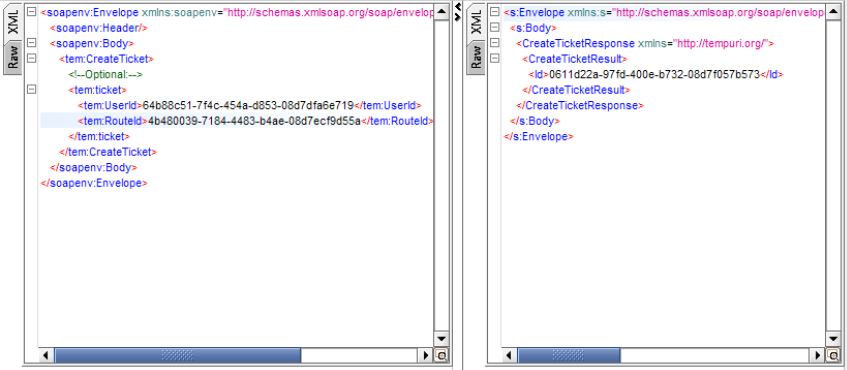 XML
Raw
<soapenv:Envelope xmlns:soapenv="http://schemas.xmlsoap.org/soap/envelop
<soapenv:Header/>
<soapenv:Body>
<tem:CreateTicket>
<!--Optional:-->
<tem:ticket>
<tem:UserId>64b88c51-7f4c-454a-d853-08d7dfa6e719</tem:UserId>
<tem:RouteId>4b480039-7184-4483-b4ae-08d7ecf9d55a</tem:RouteId>
</tem:ticket>
</tem:CreateTicket>
</soapenv:Body>
</soapenv:Envelope>
XML
Raw
<s:Envelope xmlns:s="http://schemas.xmlsoap.org/soap/envelop
<s:Body>
<CreateTicketResponse xmlns="http://tempuri.org/">
<CreateTicketResult>
<Id>0611d22a-97fd-400e-b732-08d7f057b573</Id>
</CreateTicketResult>
</CreateTicketResponse>
</s:Body>
</s:Envelope>